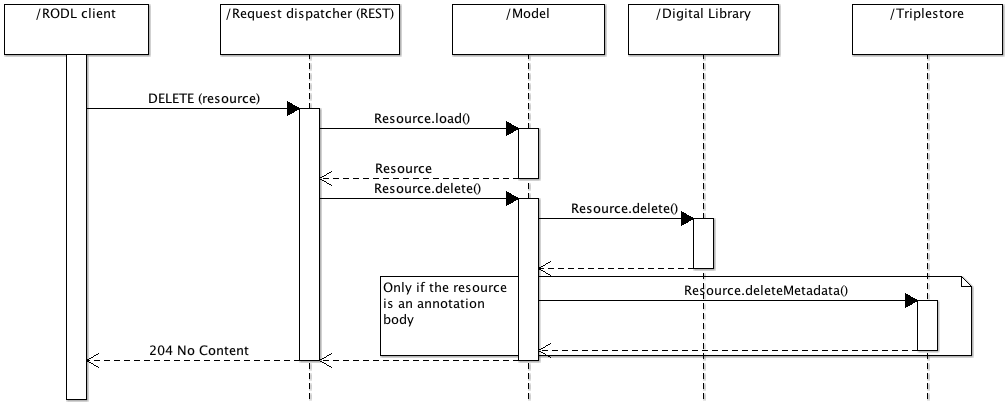 /RODL client
/Request dispatcher (REST)
/Model
/Digital Library
/Triplestore
DELETE (resource)
Resource.load()
Resource
Resource.delete()
Resource.delete()
Only if the resource
is an annotation
body
Resource.deleteMetadata()
204 No Content